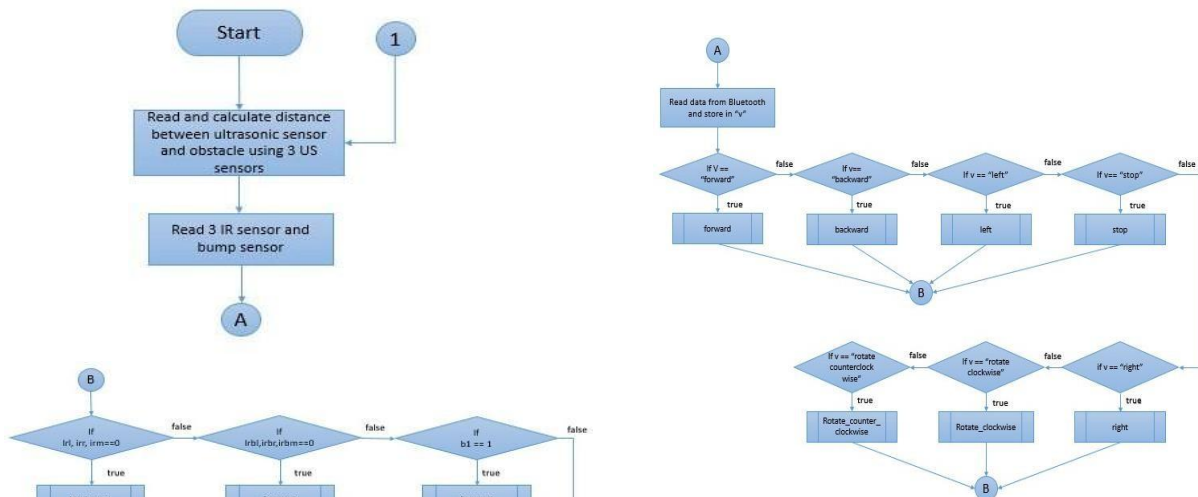 Start
1
Read and calculate distance
between ultrasonic sensor
and obstacle using 3 US
sensors
Read 3 IR sensor and
bump sensor
A
B
If
Irl, irr, irm==0
false
If
Irbl,irbr,irbm==0
false
If
b1 == 1
false
true
true
true
A
Read data from Bluetooth
and store in “v”
If V ==
“forward”
false
If v==
“backward”
false
If v == “left”
false
If v== “stop”
false
true
true
true
true
forward
backward
left
stop
B
If v == “rotate
counterclock
wise”
false
If v == “rotate
clockwise”
false
if v == “right”
true
true
true
Rotate_counter_
clockwise
Rotate_clockwise
right
B